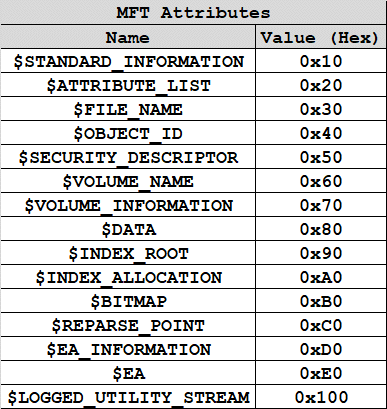 MFT Attributes
Name Value (Hex)
$STANDARD_INFORMATION 0x10
$ATTRIBUTE_LIST 0x20
$FILE_NAME 0x30
$OBJECT_ID 0x40
$SECURITY_DESCRIPTOR 0x50
$VOLUME_NAME 0x60
$VOLUME_INFORMATION 0x70
$DATA 0x80
$INDEX_ROOT 0x90
$INDEX_ALLOCATION 0xA0
$BITMAP 0xB0
$REPARSE_POINT 0xC0
$EA_INFORMATION 0xD0
$EA 0xE0
$LOGGED_UTILITY_STREAM 0x100